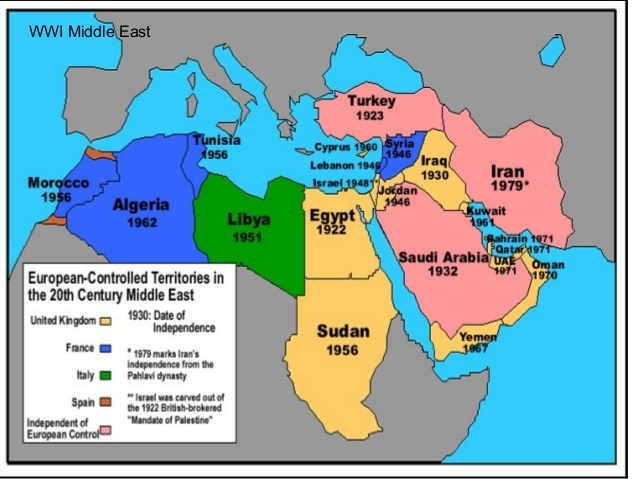 WWI Middle East
Turkey
1923
Tunisia
1956
Cyprus 1960
Syria
1946
Lebanon 1946
Iraq
1930
Iran
1979*
Israel 1948**
Morocco
1956
Jordan
1946
Algeria
1962
Libya
1951
Egypt
1922
Kuwait
1961
Bahrain 1971
Qatar 1971
Saudi Arabia
1932
UAE
1971
Oman
1970
Sudan
1956
Yemen
1967
European-Controlled Territories in
the 20th Century Middle East
United Kingdom
France
Italy
Spain
Independent of
European Control
1930: Date of
Independence
* 1979 marks Iran's
independence from the
Pahlavi dynasty
** Israel was carved out of
the 1922 British-brokered
"Mandate of Palestine"